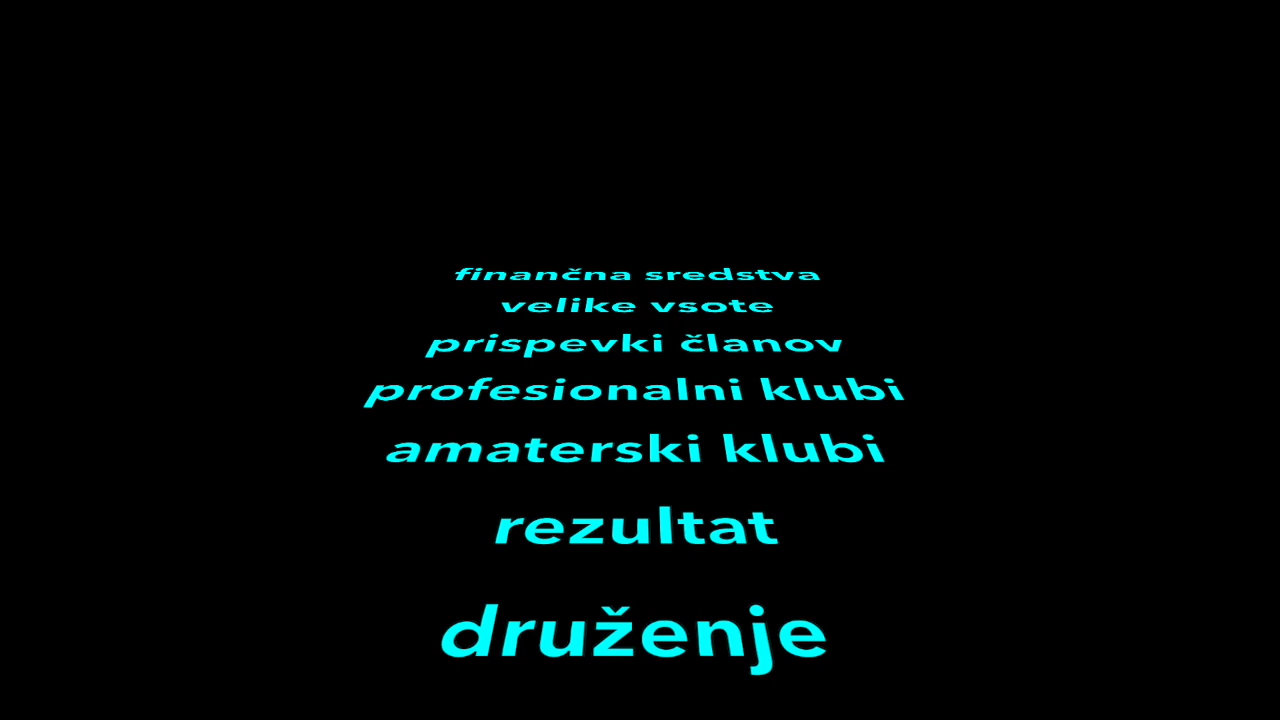 finančna sredstva
velike vsote
prispevki članov
profesionalni klubi
amaterski klubi
rezultat
druženje